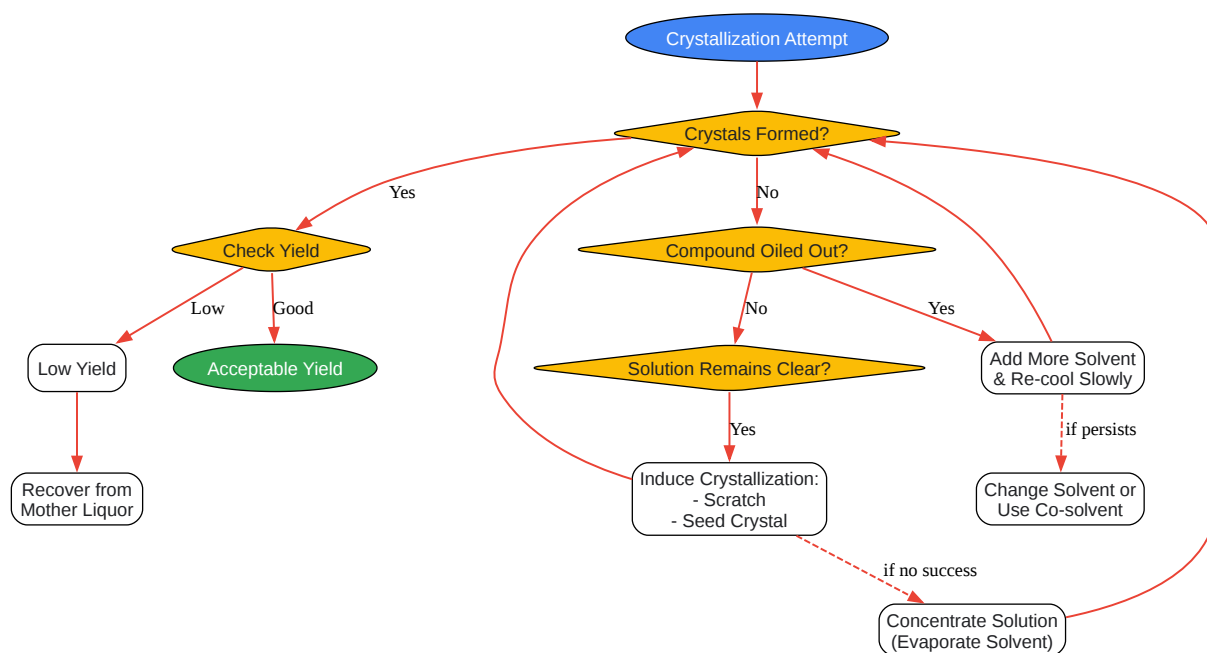 Crystallization Attempt
Crystals Formed?
Yes
No
Check Yield
Compound Oiled Out?
Low
Good
No
Yes
Low Yield
Acceptable Yield
Solution Remains Clear?
Add More Solvent
& Re-cool Slowly
Yes
if persists
Recover from
Mother Liquor
Induce Crystallization:
- Scratch
- Seed Crystal
Change Solvent or
Use Co-solvent
if no success
Concentrate Solution
(Evaporate Solvent)